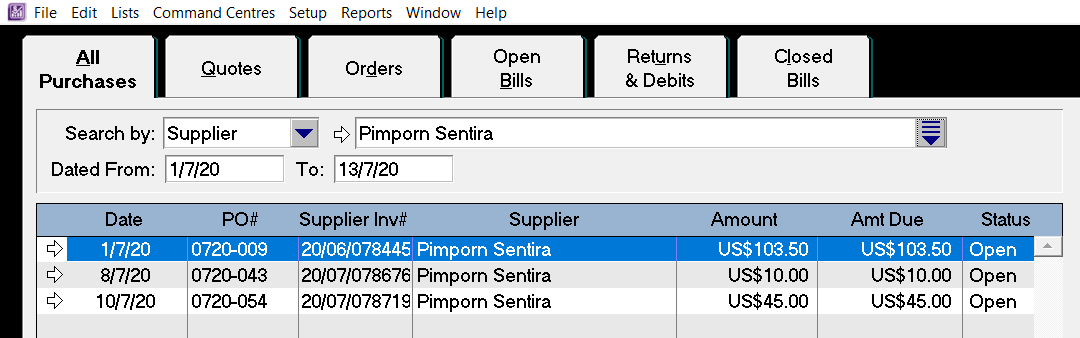 File Edit Lists Command Centres Setup Reports Window Help
All Purchases
Quotes
Orders
Open Bills
Returns & Debits
Closed Bills
Search by: Supplier Pimporn Sentira
Dated From: 1/7/20 To: 13/7/20
Date PO# Supplier Inv# Supplier Amount Amt Due Status
1/7/20 0720-009 20/06/078445 Pimporn Sentira US$103.50 US$103.50 Open
8/7/20 0720-043 20/07/078676 Pimporn Sentira US$10.00 US$10.00 Open
10/7/20 0720-054 20/07/078719 Pimporn Sentira US$45.00 US$45.00 Open